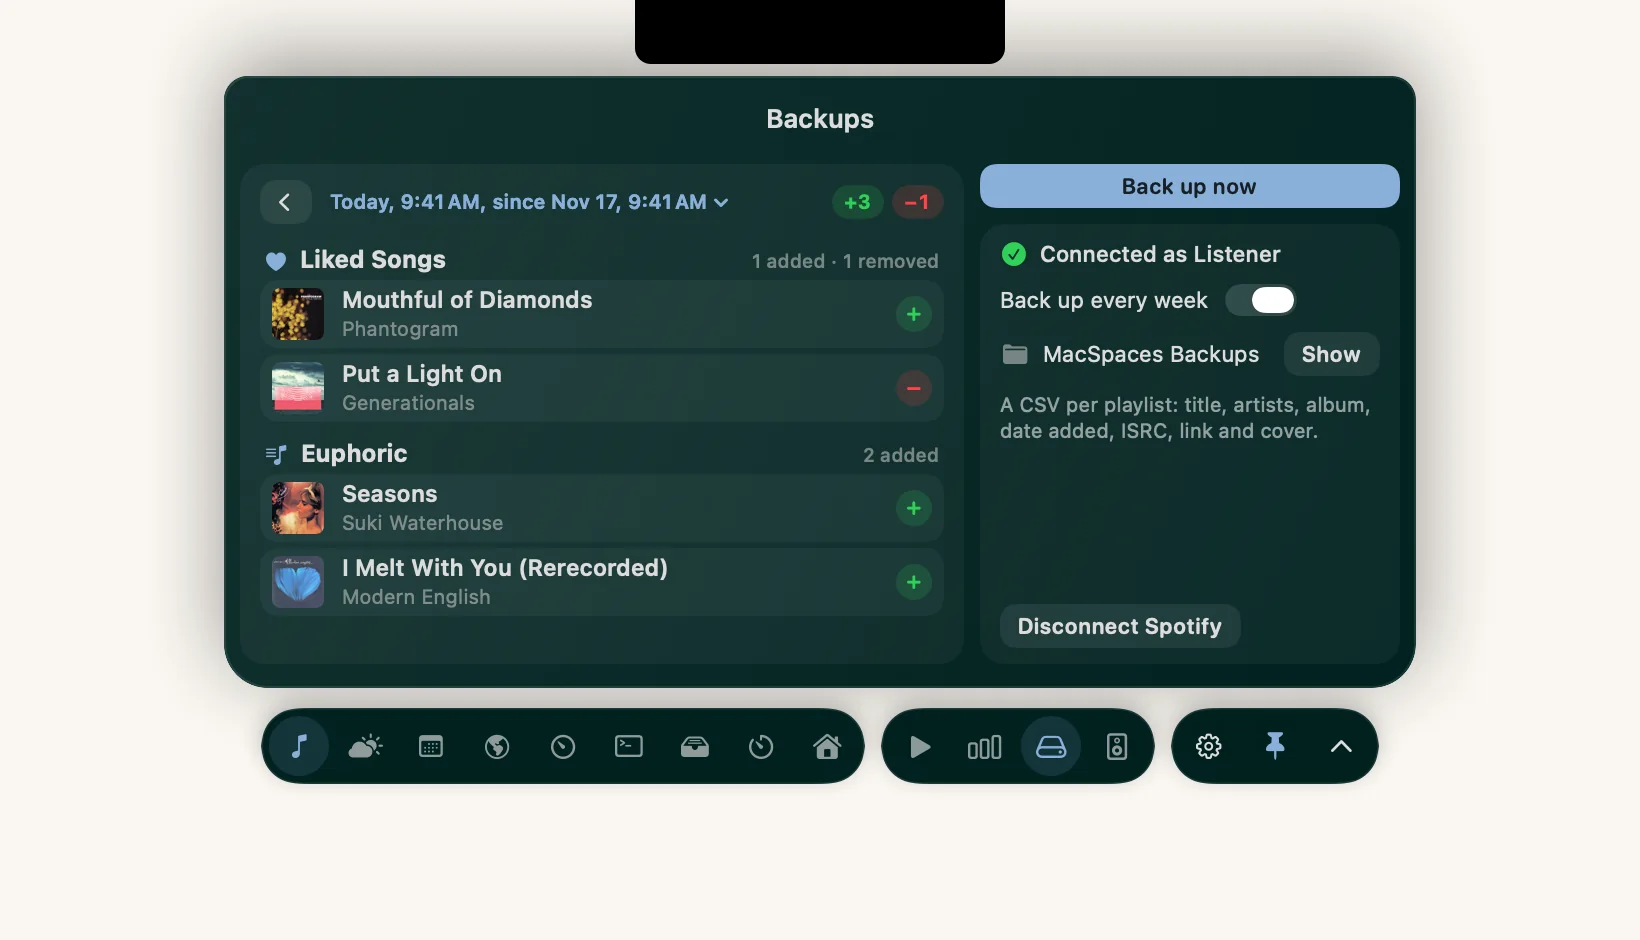 Backups
Today, 9:41 AM, since Nov 17, 9:41 AM
+3
−1
Liked Songs
1 added · 1 removed
Mouthful of Diamonds
Phantogram
Put a Light On
Generationals
Euphoric
2 added
Seasons
Suki Waterhouse
I Melt With You (Rerecorded)
Modern English
Back up now
Connected as Listener
Back up every week
MacSpaces Backups
Show
A CSV per playlist: title, artists, album,
date added, ISRC, link and cover.
Disconnect Spotify